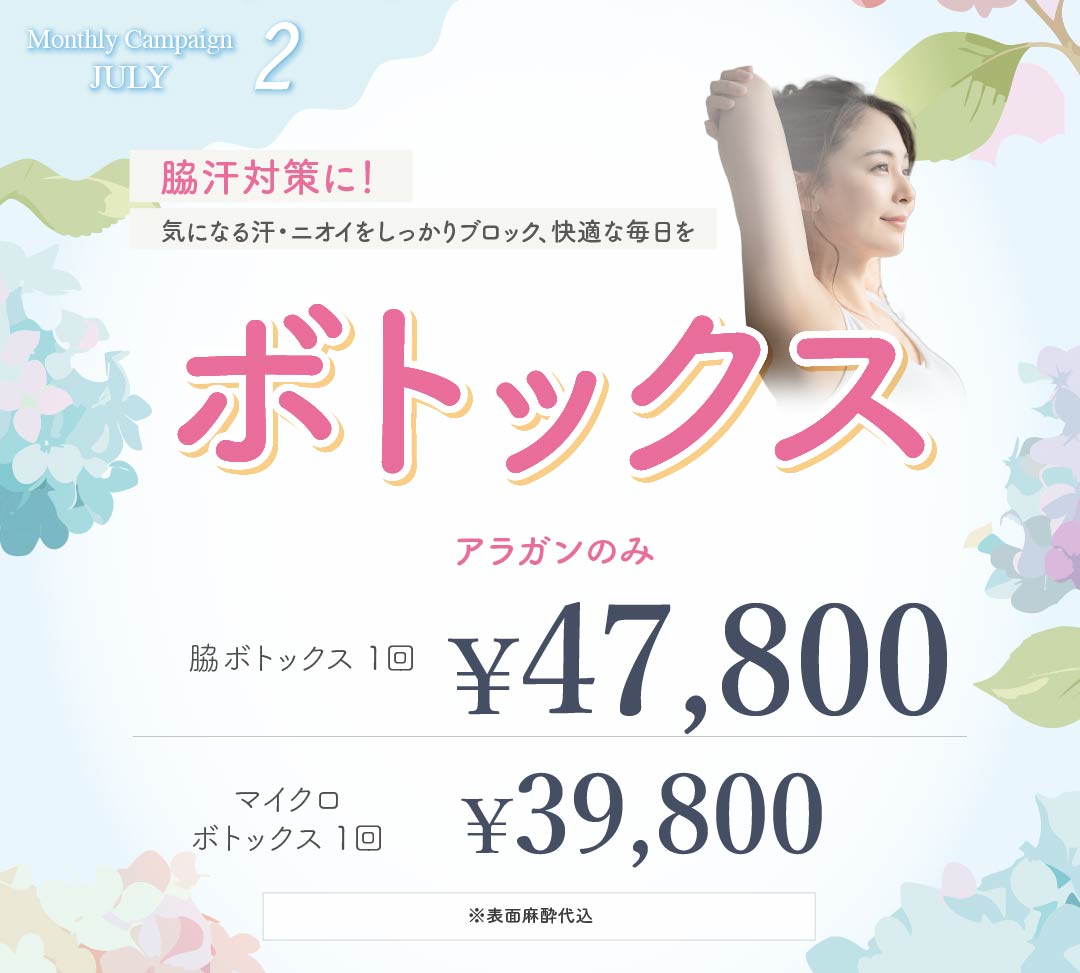 Monthly Campaign
JULY
2
脇汗対策に！
気になる汗・ニオイをしっかりブロック、快適な毎日を
ボトックス
アラガンのみ
脇ボトックス 1回
¥47,800
マイクロ
ボトックス 1回
¥39,800
※表面麻酔代込